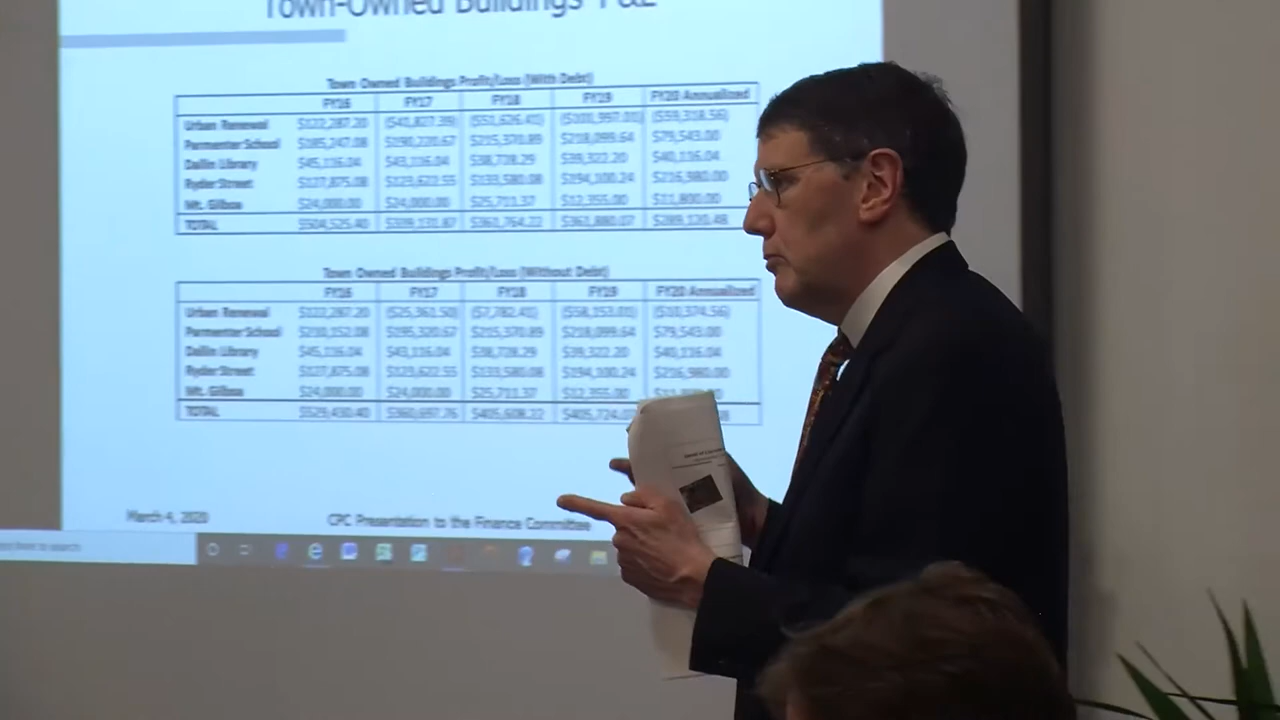 Town-Owned Buildings P&L
Town Owned Buildings Profit/Loss (With Debt)
FY16 FY17 FY18 FY19 FY20 Annualized
Urban Renewal $122,287.20 ($41,827.39) ($51,626.41) ($101,997.01) ($59,318.56)
Parmenter School $185,247.08 $190,220.67 $215,370.89 $218,099.64 $79,543.00
Dallin Library $45,116.04 $43,116.04 $38,728.29 $39,322.20 $40,116.04
Ryder Street $127,875.08 $123,622.55 $133,580.08 $194,100.24 $216,980.00
Mt. Gilboa $24,000.00 $24,000.00 $25,711.37 $12,355.00 $11,800.00
TOTAL $504,525.40 $339,131.87 $361,764.22 $361,880.07 $289,120.48
Town Owned Buildings Profit/Loss (Without Debt)
FY16 FY17 FY18 FY19 FY20 Annualized
Urban Renewal $122,287.20 ($25,361.50) ($7,782.41) ($58,153.01) ($10,374.56)
Parmenter School $210,152.08 $195,320.67 $215,370.89 $218,099.64 $79,543.00
Dallin Library $45,116.04 $43,116.04 $38,728.29 $39,322.20 $40,116.04
Ryder Street $127,875.08 $123,622.55 $133,580.08 $194,100.24 $216,980.00
Mt. Gilboa $24,000.00 $24,000.00 $25,711.37 $12,355.00
TOTAL $529,430.40 $360,697.76 $405,608.22
March 4, 2020 CPC Presentation to the Finance Committee
here to search